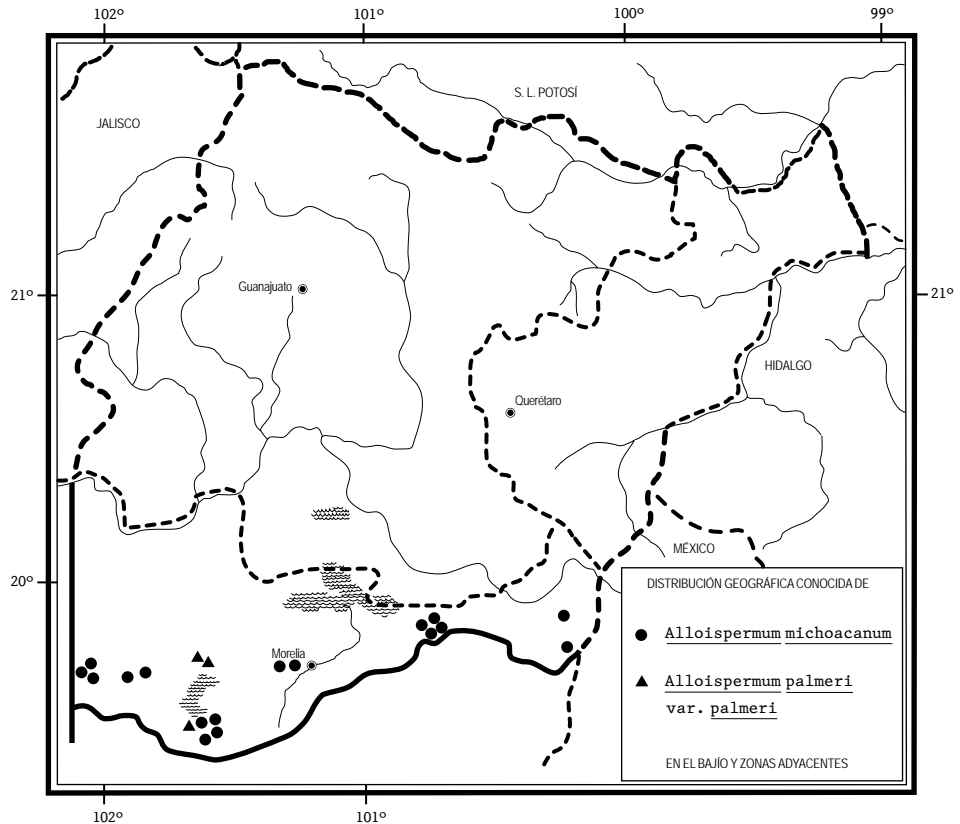 102º 101º 100º 99º
S. L. POTOSÍ
JALISCO
Guanajuato
21º 21º
HIDALGO
Querétaro
MÉXICO
20º
DISTRIBUCIÓN GEOGRÁFICA CONOCIDA DE
Alloispermum michoacanum
Morelia
Alloispermum palmeri
var. palmeri
EN EL BAJÍO Y ZONAS ADYACENTES
102º 101º